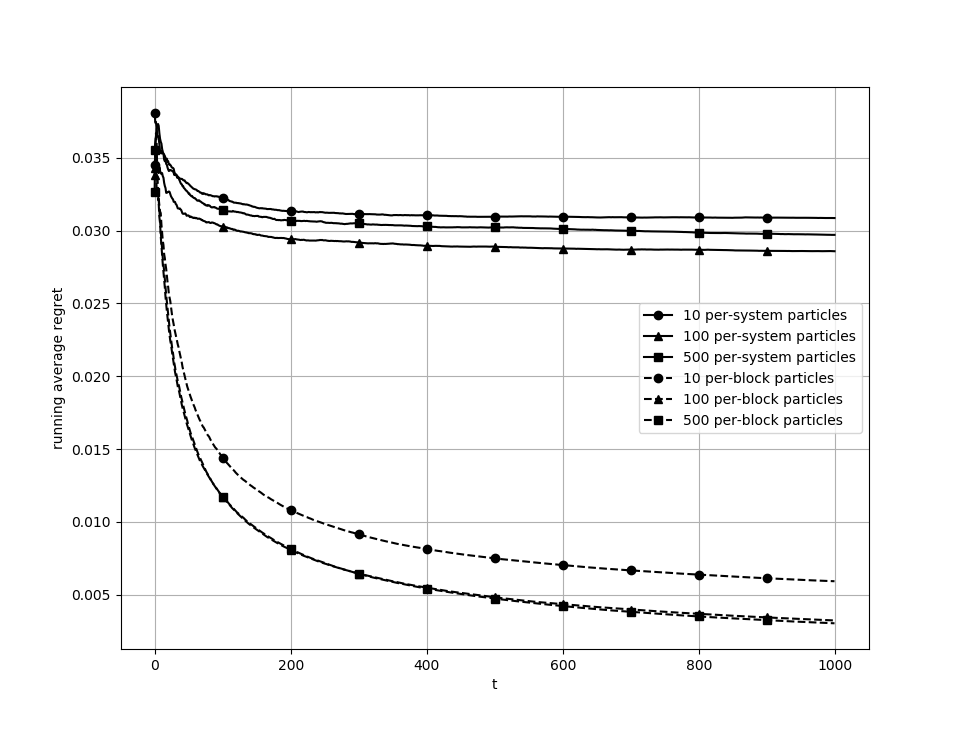 0.035
0.030
0.025
0.020
0.015
0.010
0.005
running average regret
10 per-system particles
100 per-system particles
500 per-system particles
10 per-block particles
100 per-block particles
500 per-block particles
0 200 400 600 800 1000
t